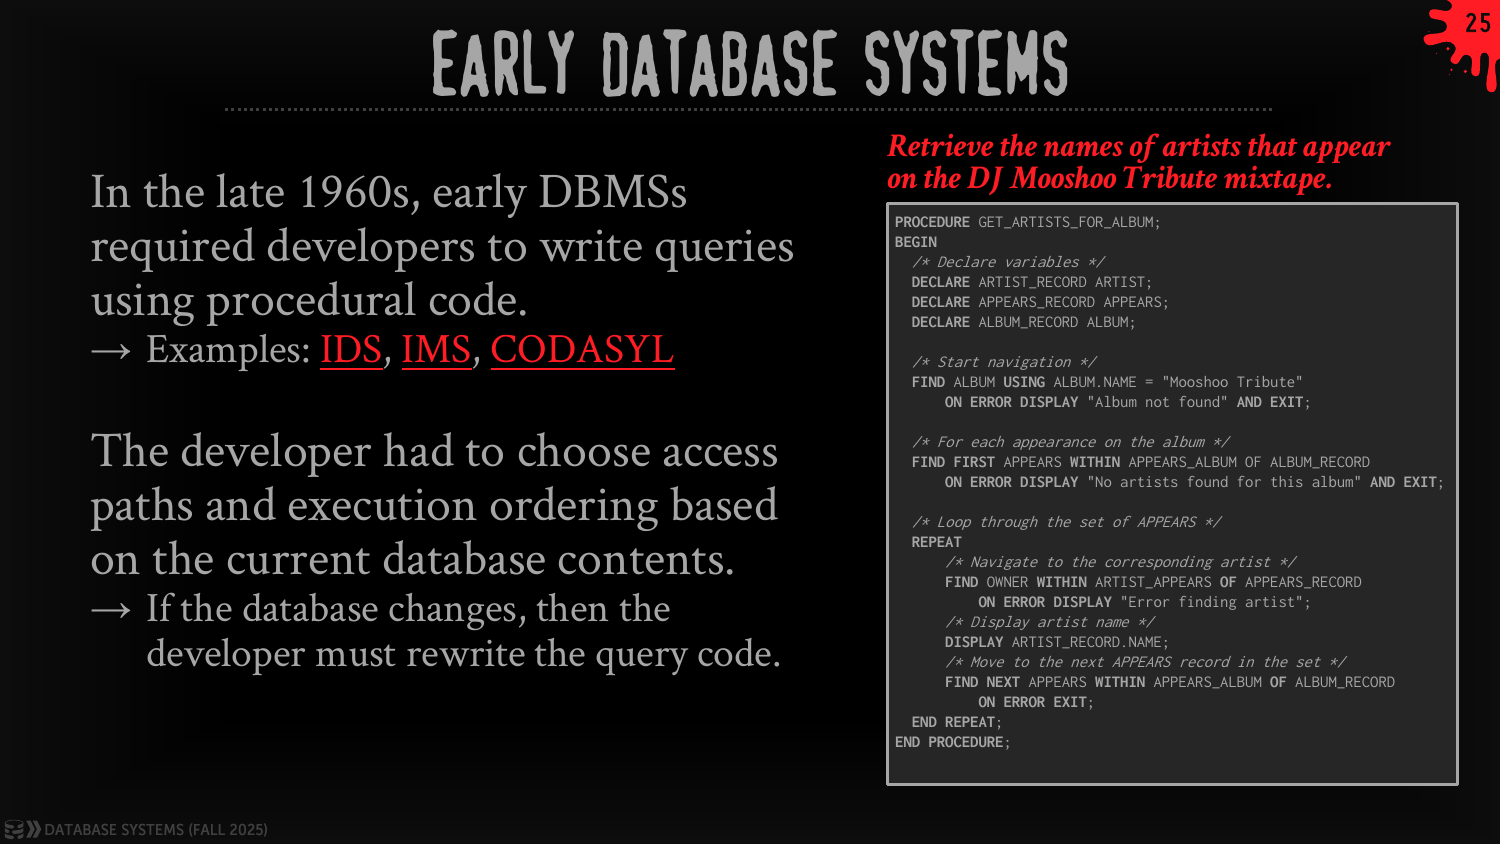 25
EARLY DATABASE SYSTEMS
In the late 1960s, early DBMSs
required developers to write queries
using procedural code.
→ Examples: IDS, IMS, CODASYL
The developer had to choose access
paths and execution ordering based
on the current database contents.
→ If the database changes, then the
developer must rewrite the query code.
Retrieve the names of artists that appear
on the DJ Mooshoo Tribute mixtape.
PROCEDURE GET_ARTISTS_FOR_ALBUM;
BEGIN
/* Declare variables */
DECLARE ARTIST_RECORD ARTIST;
DECLARE APPEARS_RECORD APPEARS;
DECLARE ALBUM_RECORD ALBUM;
/* Start navigation */
FIND ALBUM USING ALBUM.NAME = "Mooshoo Tribute"
ON ERROR DISPLAY "Album not found" AND EXIT;
/* For each appearance on the album */
FIND FIRST APPEARS WITHIN APPEARS_ALBUM OF ALBUM_RECORD
ON ERROR DISPLAY "No artists found for this album" AND EXIT;
/* Loop through the set of APPEARS */
REPEAT
/* Navigate to the corresponding artist */
FIND OWNER WITHIN ARTIST_APPEARS OF APPEARS_RECORD
ON ERROR DISPLAY "Error finding artist";
/* Display artist name */
DISPLAY ARTIST_RECORD.NAME;
/* Move to the next APPEARS record in the set */
FIND NEXT APPEARS WITHIN APPEARS_ALBUM OF ALBUM_RECORD
ON ERROR EXIT;
END REPEAT;
END PROCEDURE;
DATABASE SYSTEMS (FALL 2025)